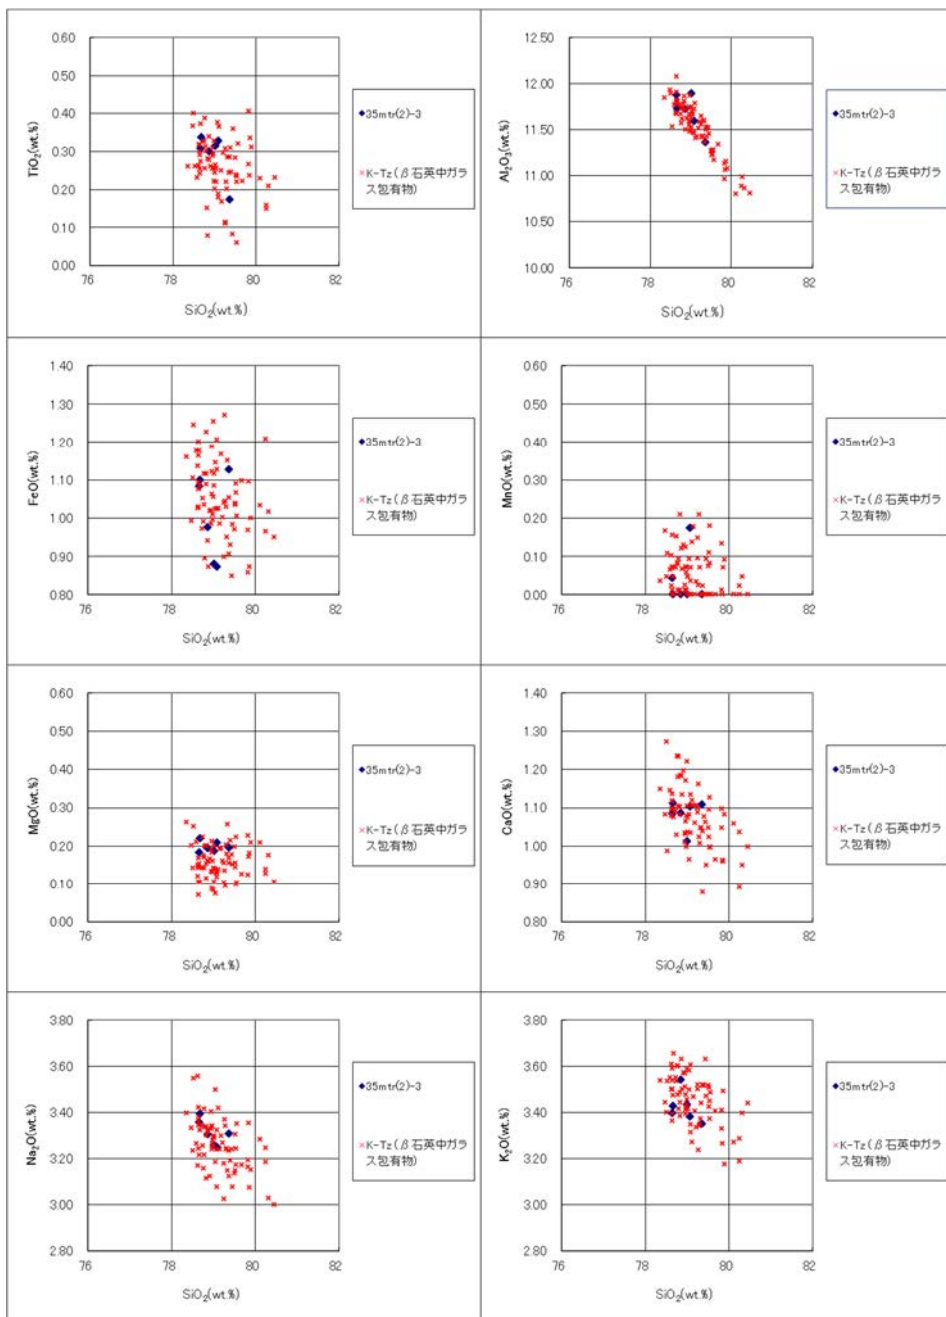 TiO₂(wt.%)
0.60
0.50
0.40
0.30
0.20
0.10
0.00
76 78 80 82
SiO₂(wt.%)
35mtr(2)-3
K-Tz(β石英中ガラ
ス包有物)
Al₂O₃(wt.%)
12.50
12.00
11.50
11.00
10.50
10.00
76 78 80 82
SiO₂(wt.%)
35mtr(2)-3
K-Tz(β石英中ガラ
ス包有物)
FeO(wt.%)
1.40
1.30
1.20
1.10
1.00
0.90
0.80
76 78 80 82
SiO₂(wt.%)
35mtr(2)-3
K-Tz(β石英中ガラ
ス包有物)
MnO(wt.%)
0.60
0.50
0.40
0.30
0.20
0.10
0.00
76 78 80 82
SiO₂(wt.%)
35mtr(2)-3
K-Tz(β石英中ガラ
ス包有物)
MgO(wt.%)
0.60
0.50
0.40
0.30
0.20
0.10
0.00
76 78 80 82
SiO₂(wt.%)
35mtr(2)-3
K-Tz(β石英中ガラ
ス包有物)
CaO(wt.%)
1.40
1.30
1.20
1.10
1.00
0.90
0.80
76 78 80 82
SiO₂(wt.%)
35mtr(2)-3
K-Tz(β石英中ガラ
ス包有物)
Na₂O(wt.%)
3.80
3.60
3.40
3.20
3.00
2.80
76 78 80 82
SiO₂(wt.%)
35mtr(2)-3
K-Tz(β石英中ガラ
ス包有物)
K₂O(wt.%)
3.80
3.60
3.40
3.20
3.00
2.80
76 78 80 82
SiO₂(wt.%)
35mtr(2)-3
K-Tz(β石英中ガラ
ス包有物)